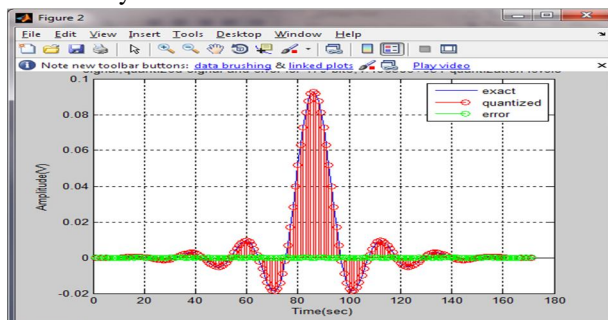 Figure 2
File Edit View Insert Tools Desktop Window Help
Note new toolbar buttons: data brushing & linked plots Play video
0.1
exact
quantized
error
0.08
0.06
0.04
0.02
0
-0.02
Amplitude(V)
0 20 40 60 80 100 120 140 160 180
Time(sec)